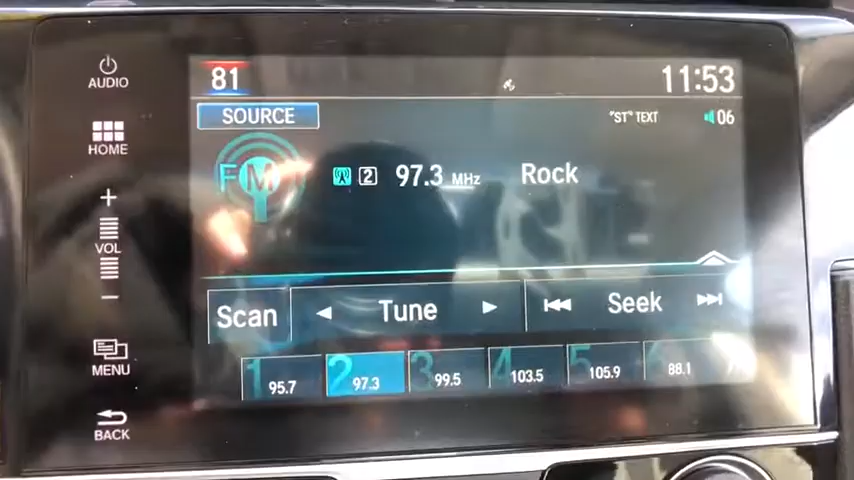 AUDIO
81
11:53
SOURCE
"ST" TEXT
06
HOME
FM
2 97.3 MHz Rock
VOL
Scan Tune Seek
1 95.7
2 97.3
3 99.5
4 103.5
5 105.9
6 88.1
MENU
BACK